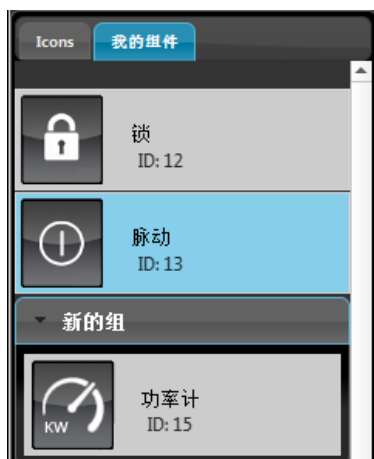 Icons 我的组件
锁
ID: 12
脉动
ID: 13
新的组
功率计
KW
ID: 15